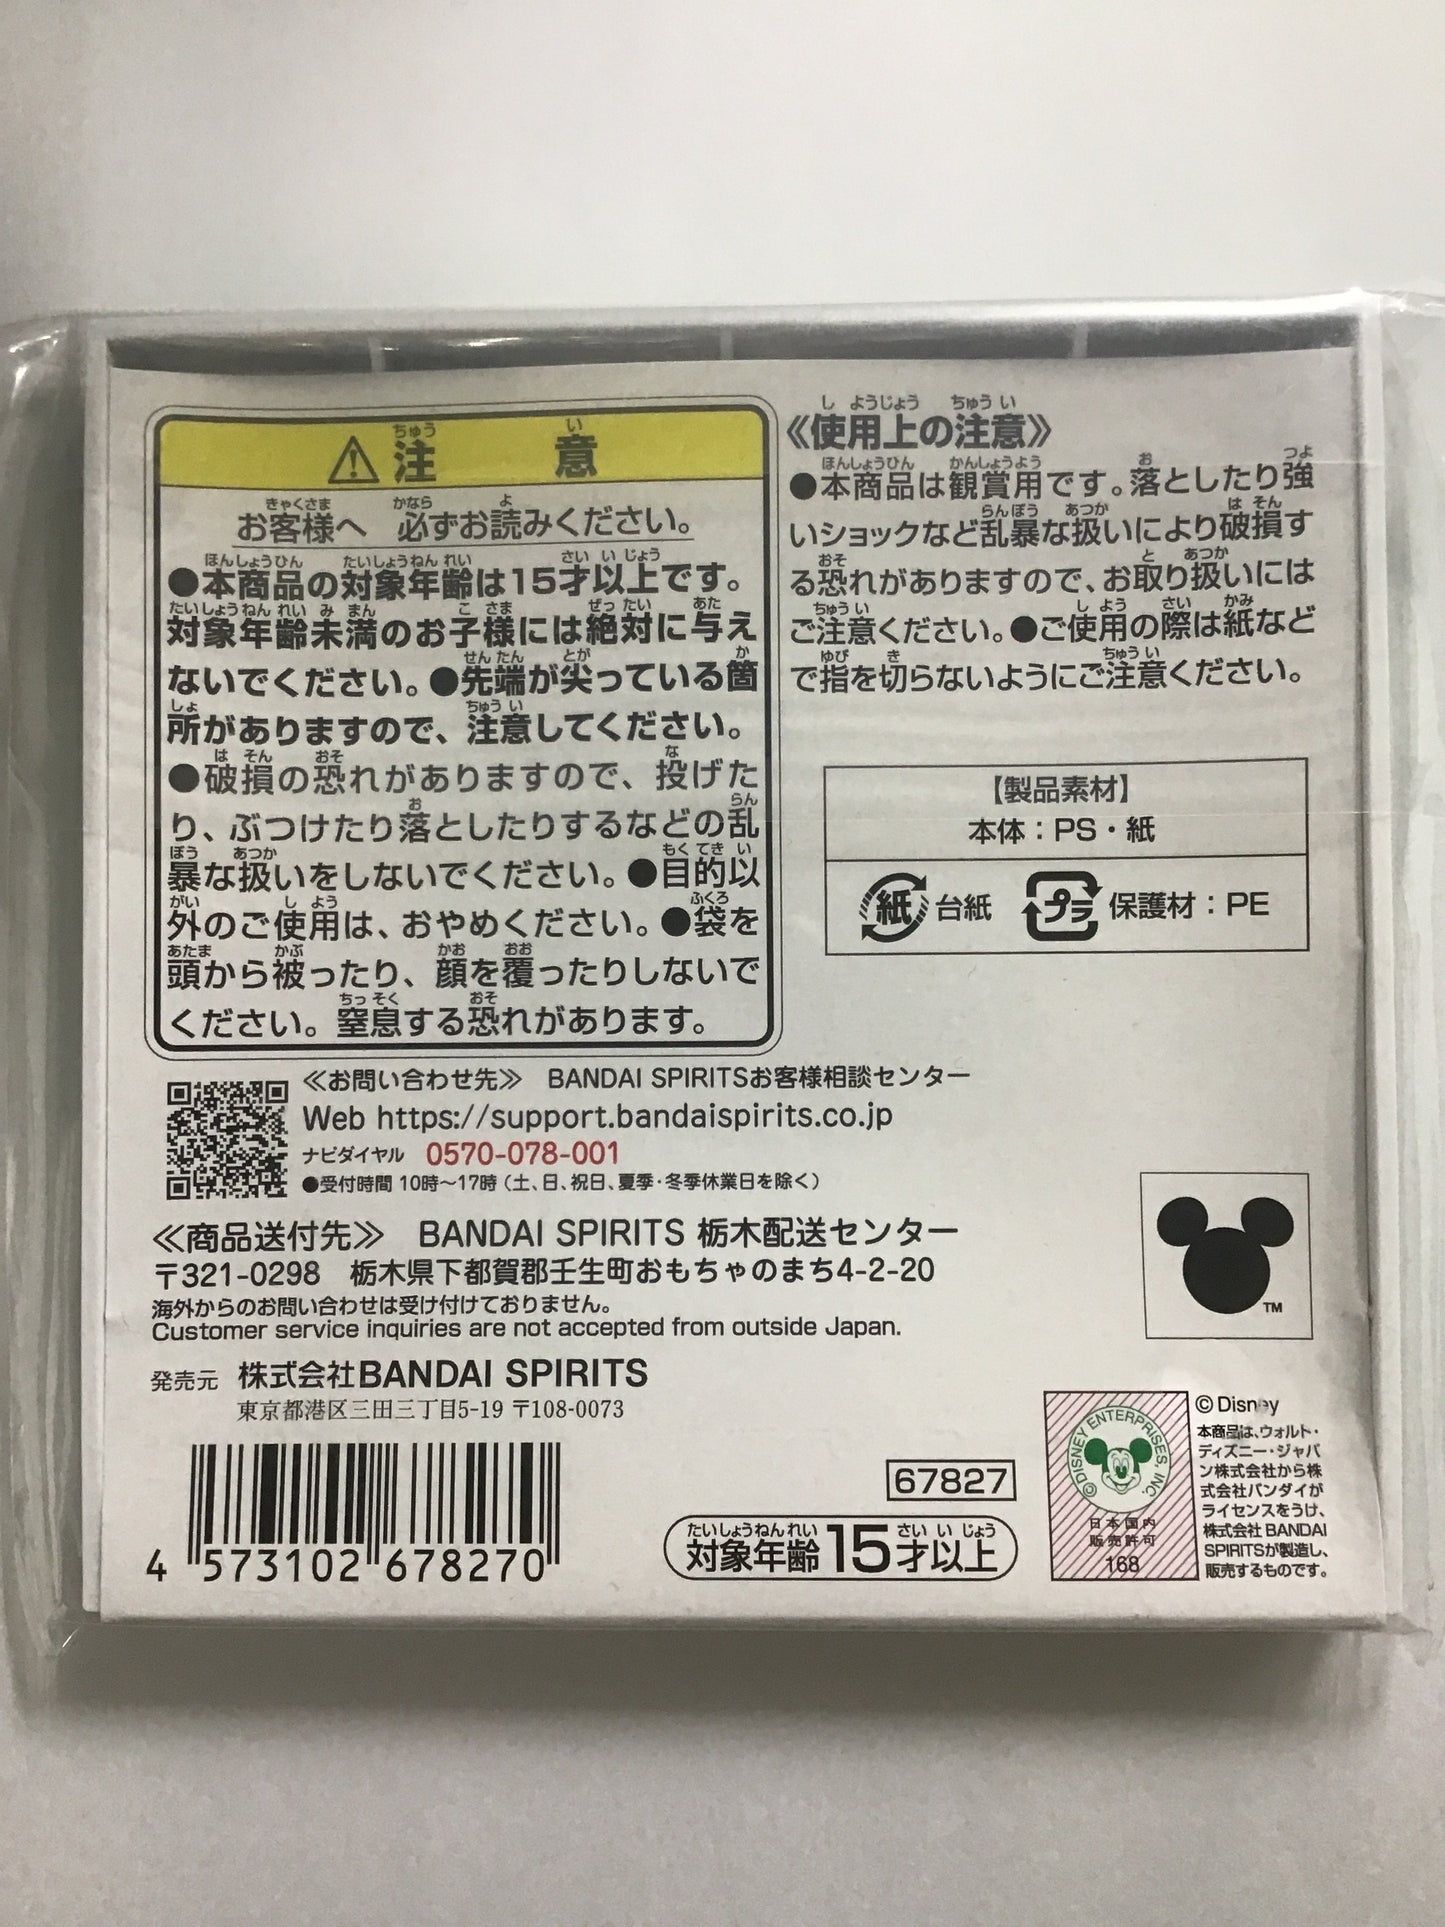 注意
お客様へ 必ずお読みください。
●本商品の対象年齢は15才以上です。
対象年齢未満のお子様には絶対に与え
ないでください。●先端が尖っている箇
所がありますので、注意してください。
●破損の恐れがありますので、投げた
り、ぶつけたり落としたりするなどの乱
暴な扱いをしないでください。●目的以
外のご使用は、おやめください。●袋を
頭から被ったり、顔を覆ったりしないで
ください。窒息する恐れがあります。
《使用上の注意》
●本商品は観賞用です。落としたり強
いショックなど乱暴な扱いにより破損す
る恐れがありますので、お取り扱いには
ご注意ください。●ご使用の際は紙など
で指を切らないようにご注意ください。
【製品素材】
本体：PS・紙
紙 台紙 プラ 保護材：PE
≪お問い合わせ先≫ BANDAI SPIRITSお客様相談センター
Web https://support.bandaispirits.co.jp
ナビダイヤル 0570-078-001
●受付時間 10時〜17時（土、日、祝日、夏季・冬季休業日を除く）
≪商品送付先≫ BANDAI SPIRITS 栃木配送センター
〒321-0298 栃木県下都賀郡壬生町おもちゃのまち4-2-20
海外からのお問い合わせは受け付けておりません。
Customer service inquiries are not accepted from outside Japan.
発売元 株式会社BANDAI SPIRITS
東京都港区三田三丁目5-19 〒108-0073
4 573102 678270
67827
対象年齢15才以上
TM
©DISNEY ENTERPRISES, INC.
日本国内
販売許可
168
©Disney
本商品は、ウォルト・
ディズニー・ジャパ
ン株式会社から株
式会社バンダイが
ライセンスをうけ、
株式会社 BANDAI
SPIRITSが製造し、
販売するものです。